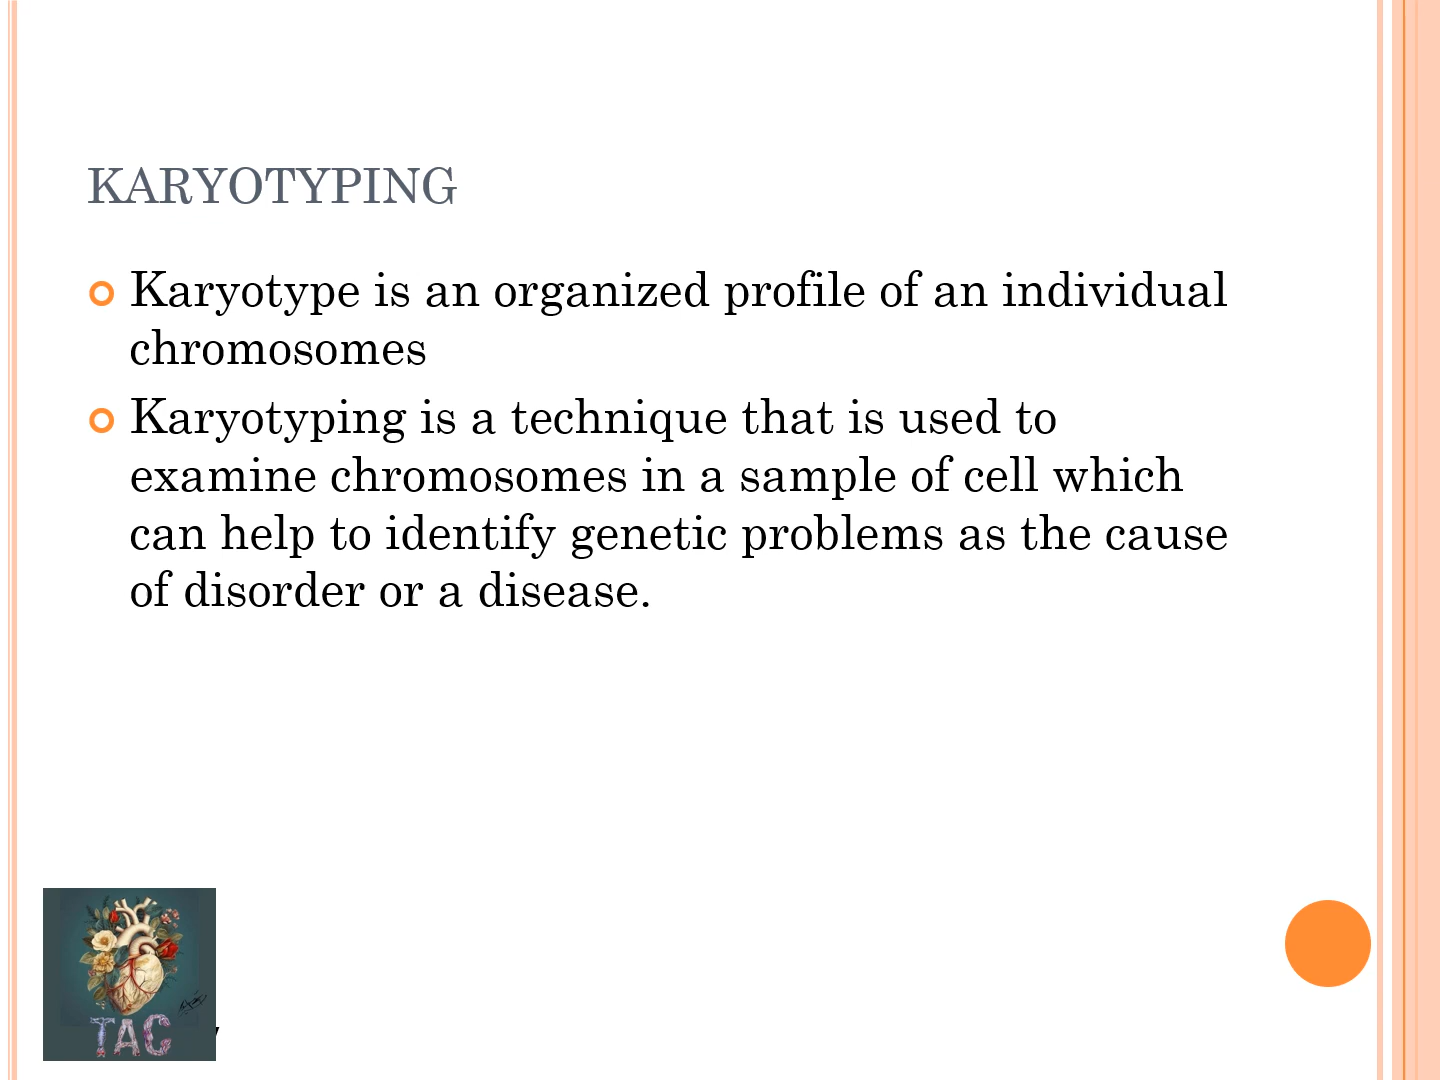 KARYOTYPING
Karyotype is an organized profile of an individual
chromosomes
Karyotyping is a technique that is used to
examine chromosomes in a sample of cell which
can help to identify genetic problems as the cause
of disorder or a disease.
TAC